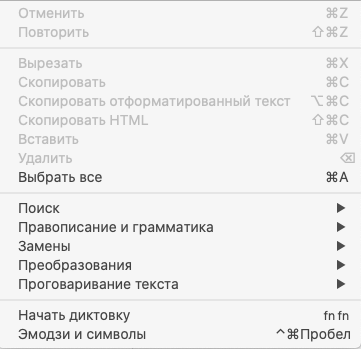 Отменить ⌘Z
Повторить ⇧⌘Z
Вырезать ⌘X
Скопировать ⌘C
Скопировать отформатированный текст ⌥⌘C
Скопировать HTML ⇧⌘C
Вставить ⌘V
Удалить ⌫
Выбрать все ⌘A
Поиск ▶
Правописание и грамматика ▶
Замены ▶
Преобразования ▶
Проговаривание текста ▶
Начать диктовку fn fn
Эмодзи и символы ^⌘Пробел